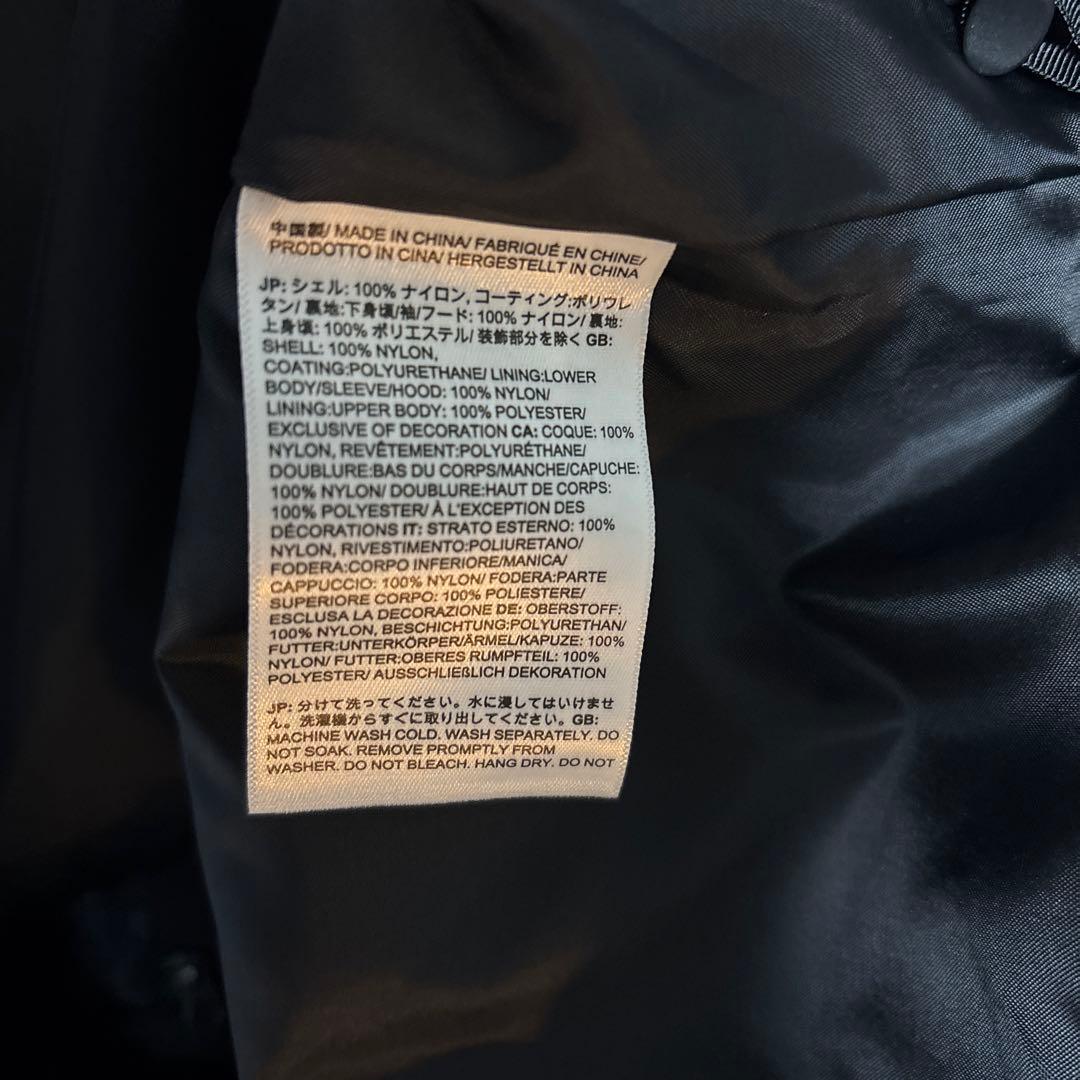 中国製/ MADE IN CHINA/ FABRIQUÉ EN CHINE/
PRODOTTO IN CINA/ HERGESTELLT IN CHINA
JP: シェル: 100% ナイロン, コーティング:ポリウレ
タン/ 裏地:下身頃/袖/フード: 100% ナイロン/ 裏地:
上身頃: 100% ポリエステル/ 装飾部分を除く GB:
SHELL: 100% NYLON,
COATING:POLYURETHANE/ LINING:LOWER
BODY/SLEEVE/HOOD: 100% NYLON/
LINING:UPPER BODY: 100% POLYESTER/
EXCLUSIVE OF DECORATION CA: COQUE: 100%
NYLON, REVÊTEMENT:POLYURÉTHANE/
DOUBLURE:BAS DU CORPS/MANCHE/CAPUCHE:
100% NYLON/ DOUBLURE:HAUT DE CORPS:
100% POLYESTER/ À L'EXCEPTION DES
DÉCORATIONS IT: STRATO ESTERNO: 100%
NYLON, RIVESTIMENTO:POLIURETANO/
FODERA:CORPO INFERIORE/MANICA/
CAPPUCCIO: 100% NYLON/ FODERA:PARTE
SUPERIORE CORPO: 100% POLIESTERE/
ESCLUSA LA DECORAZIONE DE: OBERSTOFF:
100% NYLON, BESCHICHTUNG:POLYURETHAN/
FUTTER:UNTERKÖRPER/ÄRMEL/KAPUZE: 100%
NYLON/ FUTTER:OBERES RUMPFTEIL: 100%
POLYESTER/ AUSSCHLIEßLICH DEKORATION
JP: 分けて洗ってください。水に浸してはいけませ
ん。洗濯機からすぐに取り出してください。GB:
MACHINE WASH COLD. WASH SEPARATELY. DO
NOT SOAK. REMOVE PROMPTLY FROM
WASHER. DO NOT BLEACH. HANG DRY. DO NOT